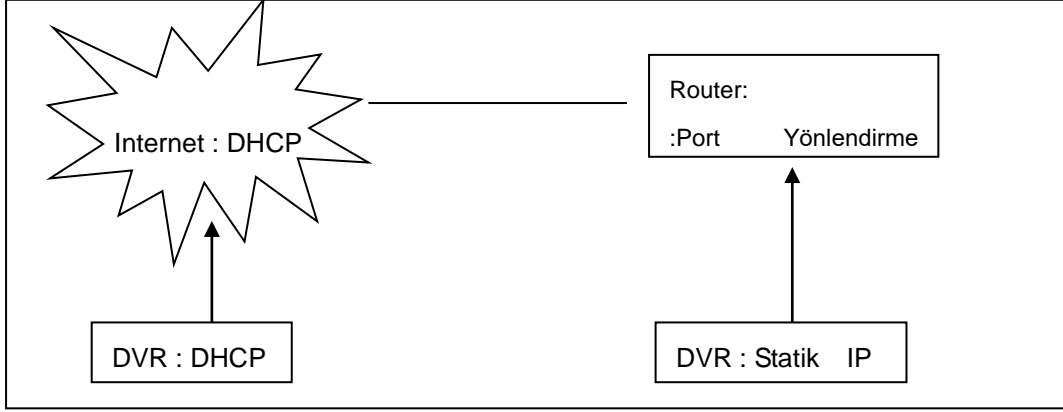 Internet : DHCP
Router:
:Port Yönlendirme
DVR : DHCP
DVR : Statik IP